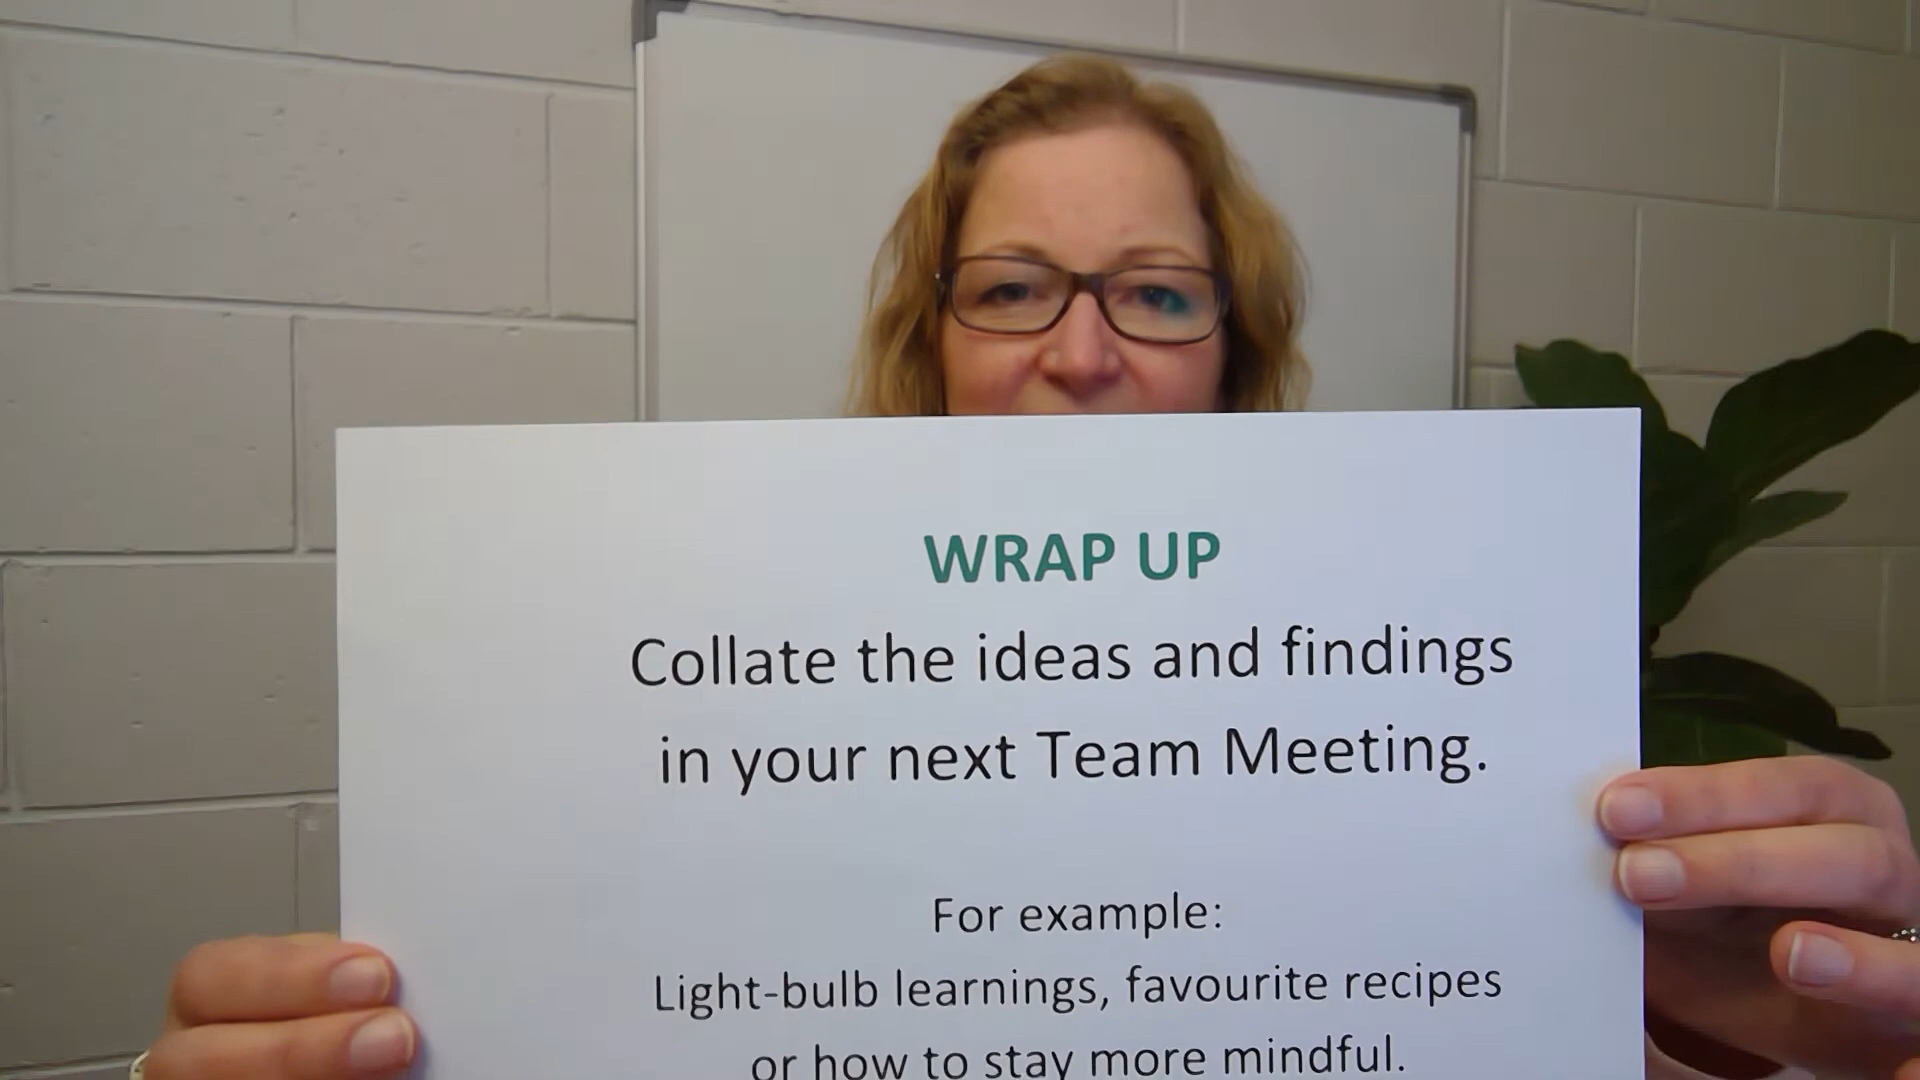 WRAP UP
Collate the ideas and findings
in your next Team Meeting.
For example:
Light-bulb learnings, favourite recipes
or how to stay more mindful.